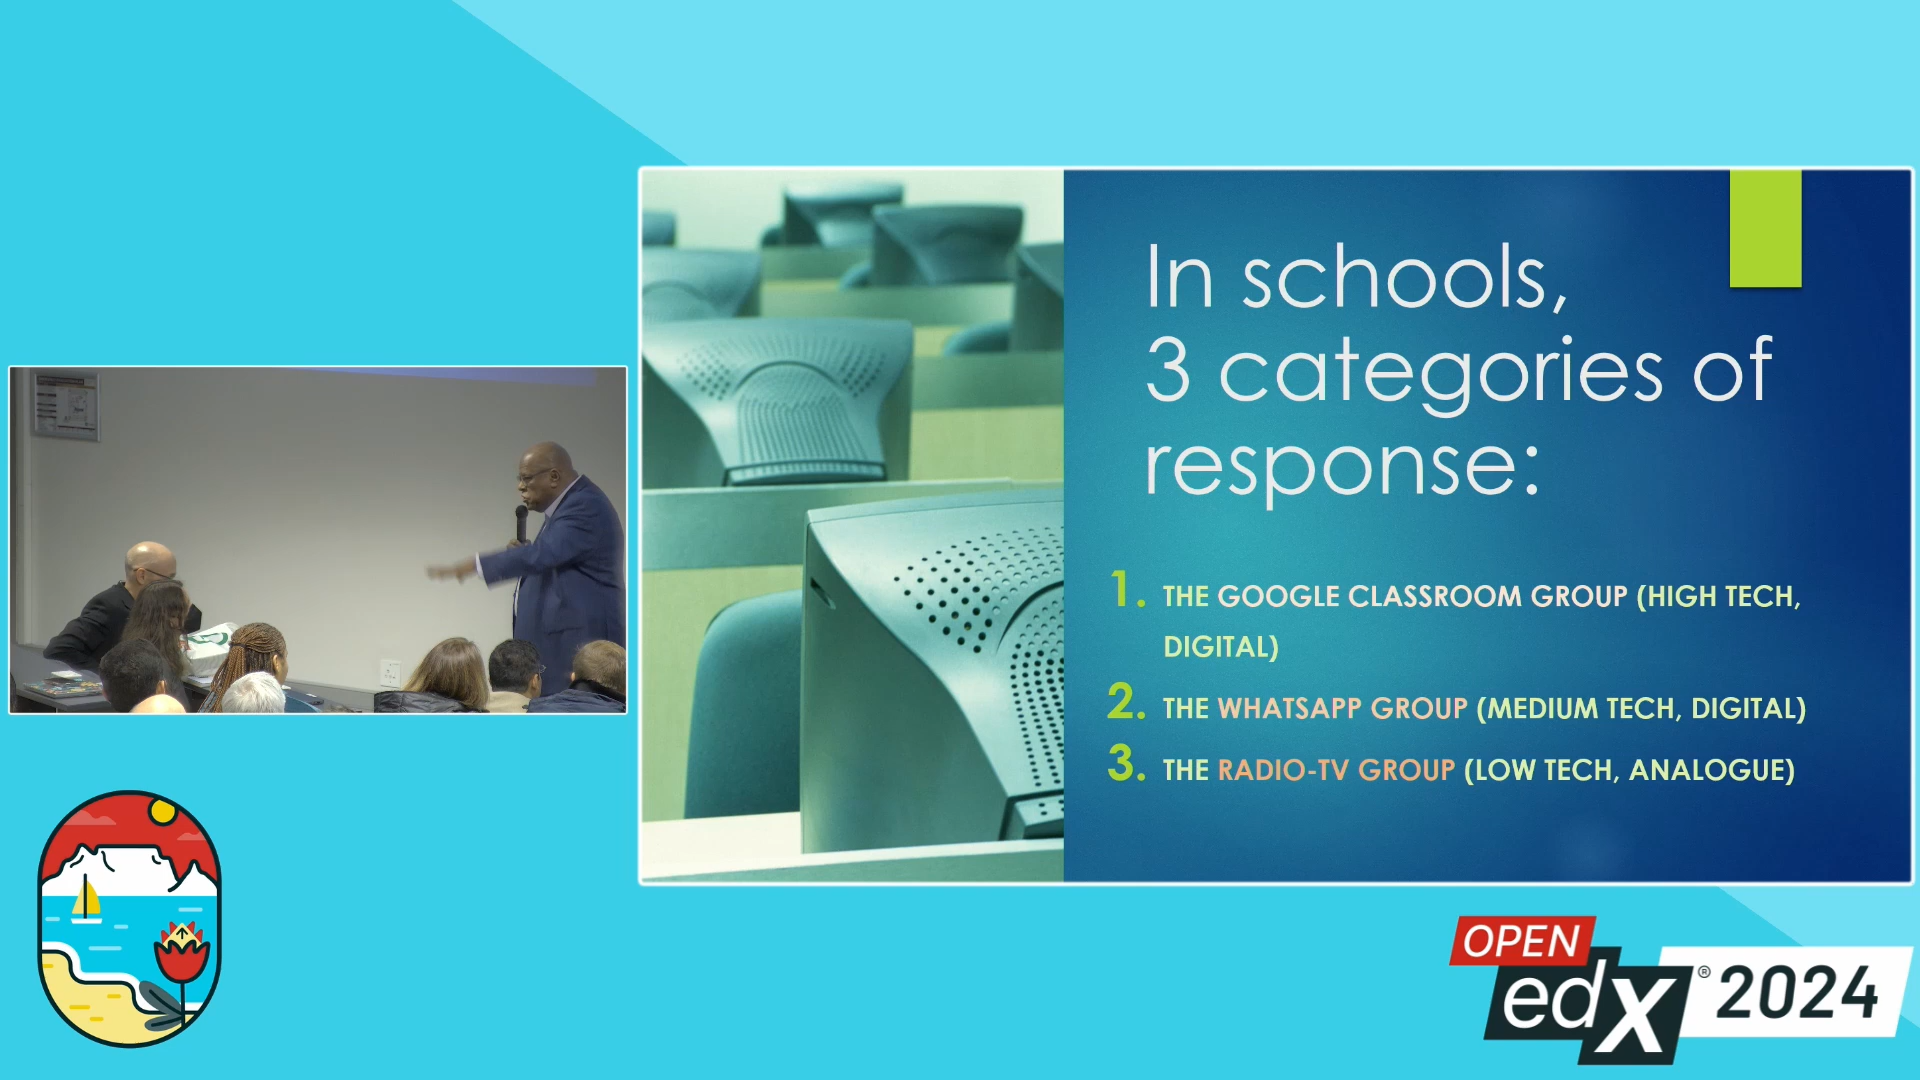 In schools,
3 categories of
response:
1. THE GOOGLE CLASSROOM GROUP (HIGH TECH,
DIGITAL)
2. THE WHATSAPP GROUP (MEDIUM TECH, DIGITAL)
3. THE RADIO-TV GROUP (LOW TECH, ANALOGUE)
OPEN
edX® 2024